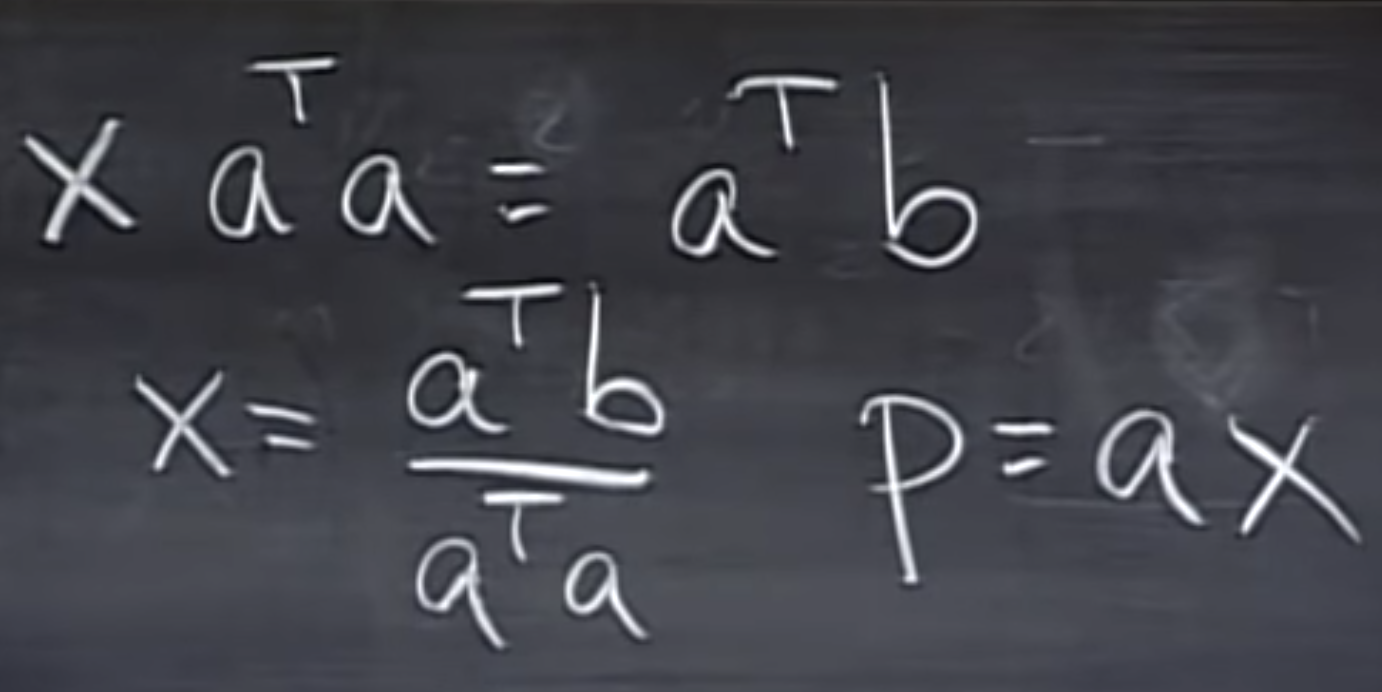 x aᵀa = aᵀb
x = aᵀb / aᵀa
p = ax